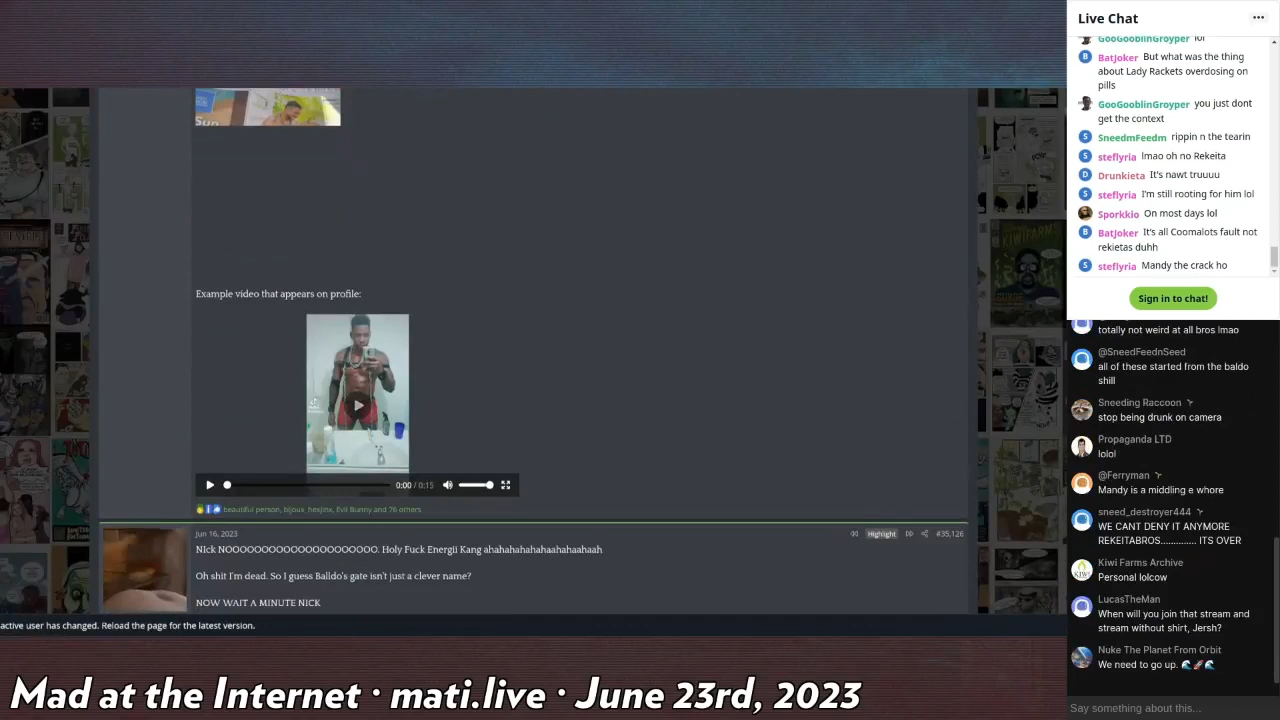 Example video that appears on profile:
0:00 / 0:15
beautiful person, bijoux_hexjinx, Evil Bunny and 76 others
Jun 16, 2023
Highlight
#35,126
NIck NOOOOOOOOOOOOOOOOOOOOO. Holy Fuck Energii Kang ahahahahahahaahahaahaah
Oh shit I'm dead. So I guess Balldo's gate isn't just a clever name?
NOW WAIT A MINUTE NICK
active user has changed. Reload the page for the latest version.
Mad at the Internet · mati.live · June 23rd, 2023
Live Chat
GooGooblinGroyper lol
BatJoker But what was the thing
about Lady Rackets overdosing on
pills
GooGooblinGroyper you just dont
get the context
SneedmFeedm rippin n the tearin
steflyria lmao oh no Rekeita
Drunkieta It's nawt truuuu
steflyria I'm still rooting for him lol
Sporkkio On most days lol
BatJoker It's all Coomalots fault not
rekietas duhh
steflyria Mandy the crack ho
Sign in to chat!
totally not weird at all bros lmao
@SneedFeednSeed
all of these started from the baldo
shill
Sneeding Raccoon
stop being drunk on camera
Propaganda LTD
lolol
@Ferryman
Mandy is a middling e whore
sneed_destroyer444
WE CANT DENY IT ANYMORE
REKEITABROS.............. ITS OVER
Kiwi Farms Archive
Personal lolcow
LucasTheMan
When will you join that stream and
stream without shirt, Jersh?
Nuke The Planet From Orbit
We need to go up. 🌊🚀🌊
Say something about this...